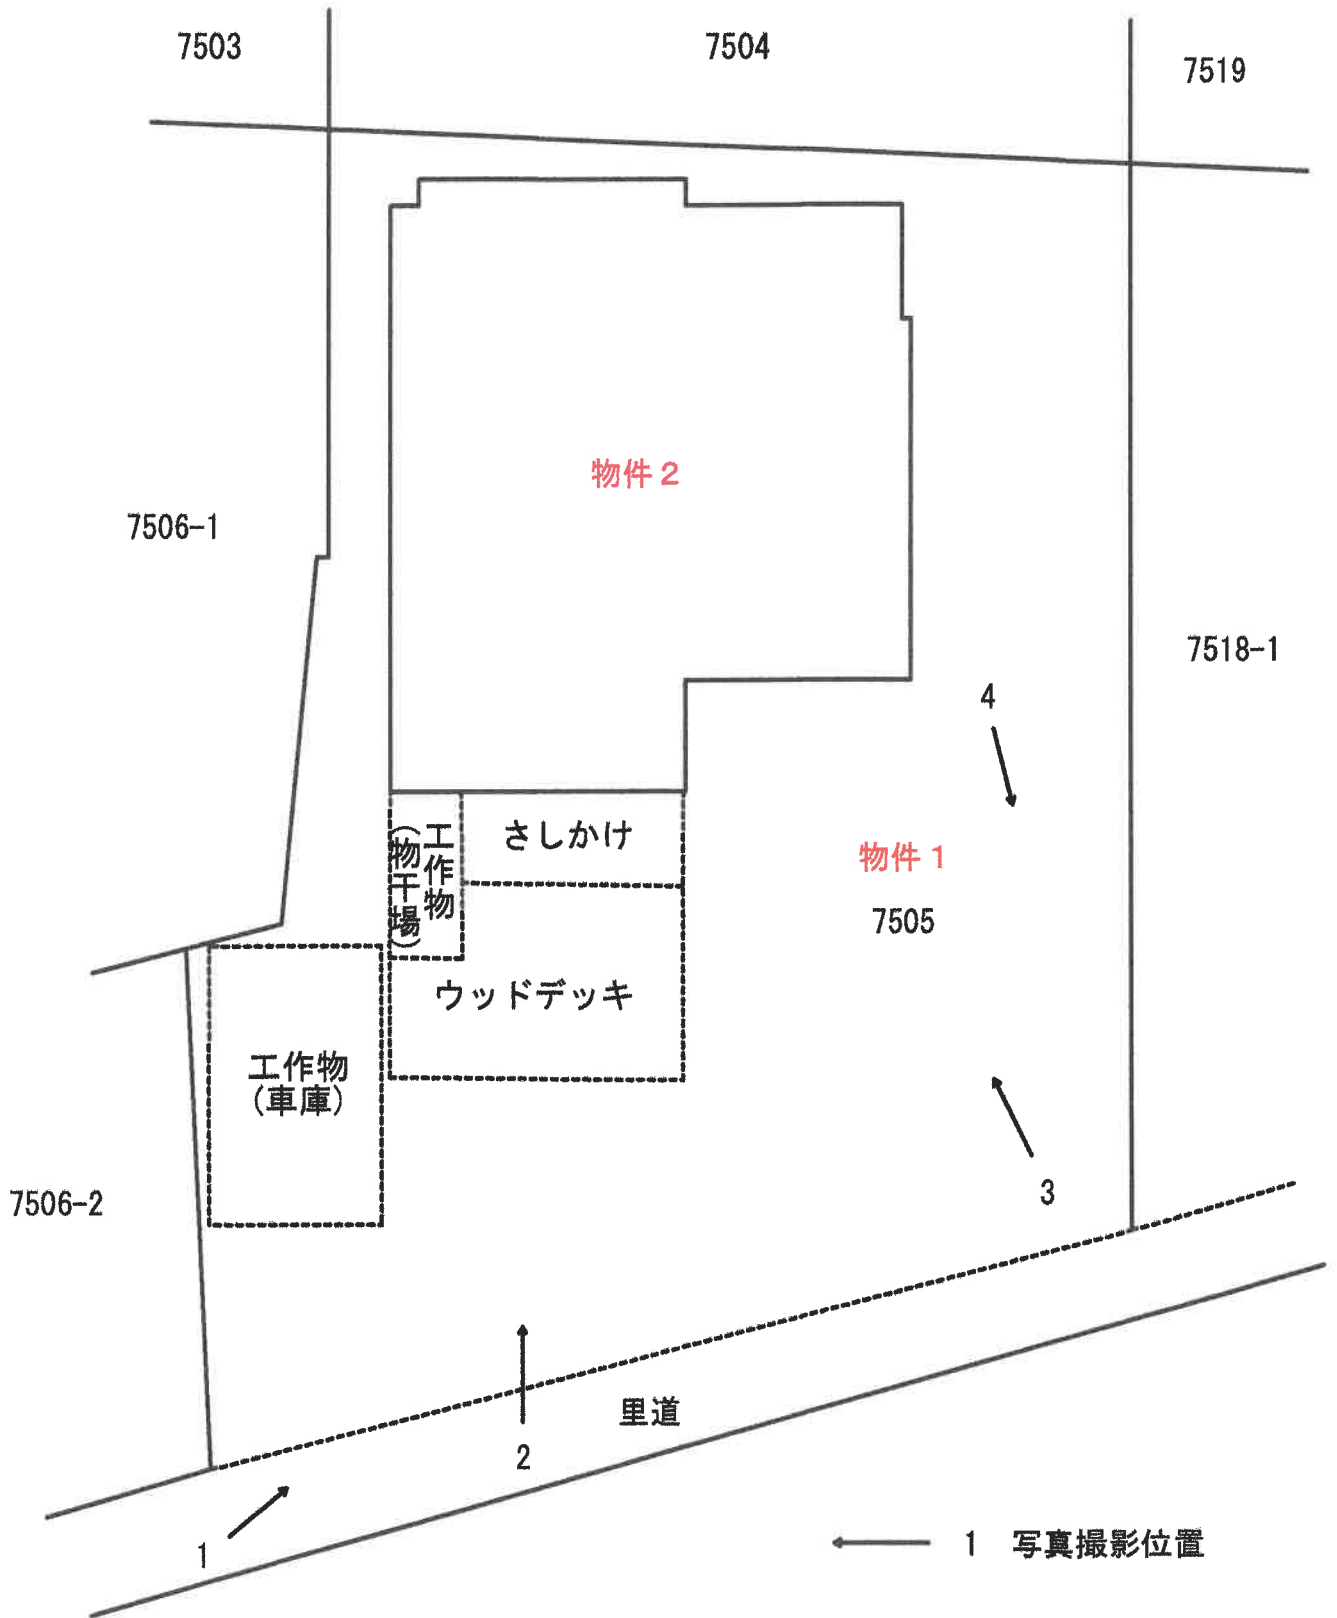 7503
7504
7519
物件2
7506-1
7518-1
4
さしかけ
工作物
(物干場)
物件1
7505
ウッドデッキ
工作物
(車庫)
3
7506-2
里道
2
1
1 写真撮影位置